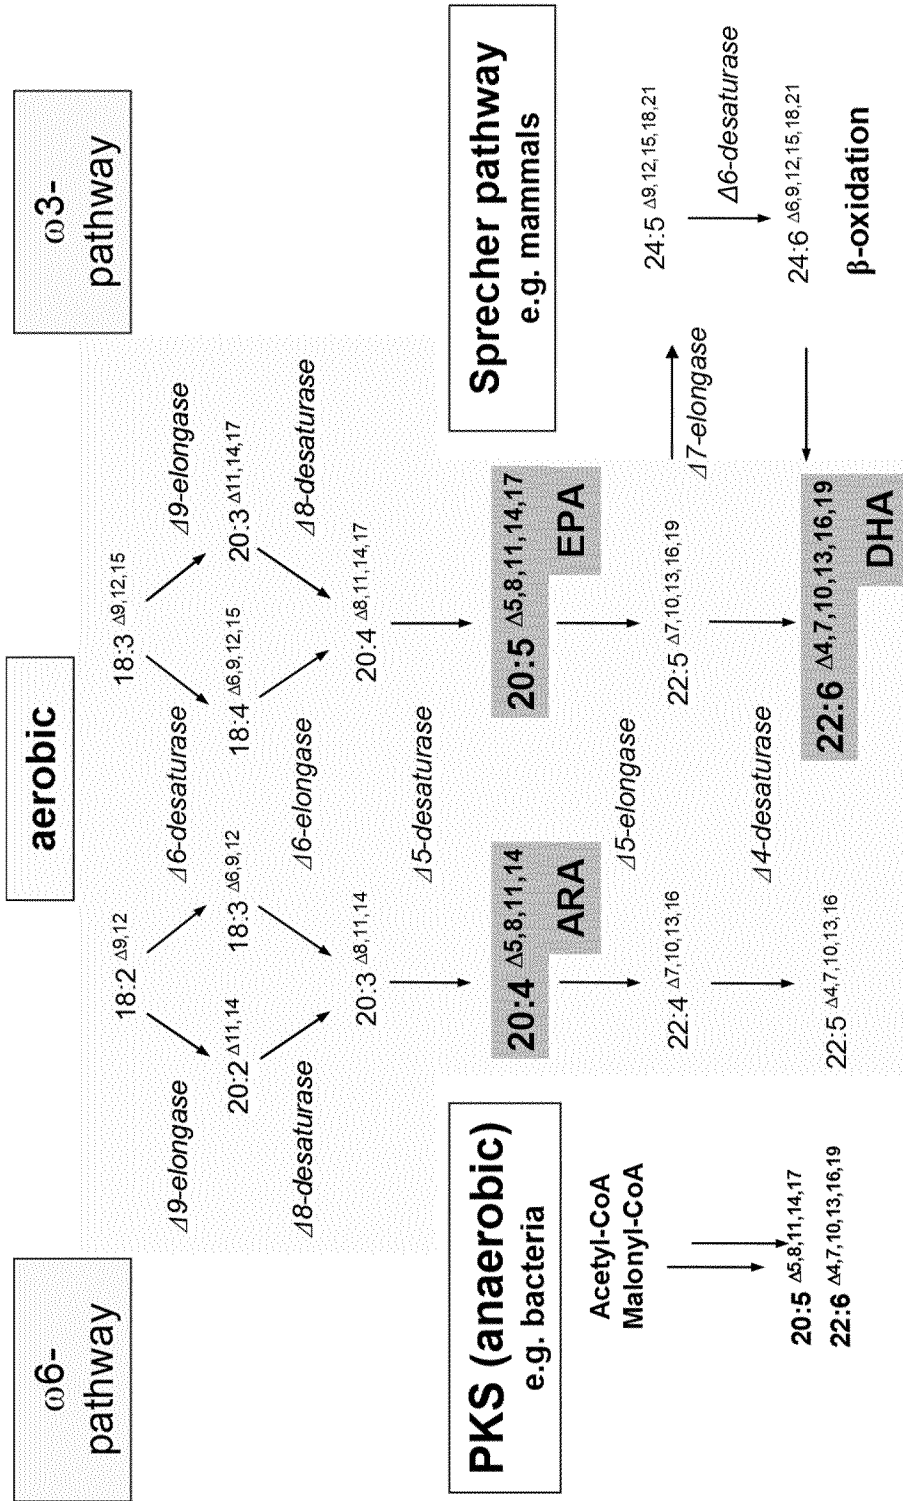 aerobic
ω6-
pathway
ω3-
pathway
18:2 Δ9,12
18:3 Δ9,12,15
Δ9-elongase
Δ6-desaturase
Δ9-elongase
20:2 Δ11,14
18:3 Δ6,9,12
18:4 Δ6,9,12,15
20:3 Δ11,14,17
Δ8-desaturase
Δ6-elongase
Δ8-desaturase
20:3 Δ8,11,14
20:4 Δ8,11,14,17
Δ5-desaturase
PKS (anaerobic)
e.g. bacteria
20:4 Δ5,8,11,14
ARA
20:5 Δ5,8,11,14,17
EPA
Sprecher pathway
e.g. mammals
Acetyl-CoA
Malonyl-CoA
Δ5-elongase
22:4 Δ7,10,13,16
22:5 Δ7,10,13,16,19
Δ7-elongase
24:5 Δ9,12,15,18,21
Δ4-desaturase
Δ6-desaturase
20:5 Δ5,8,11,14,17
22:6 Δ4,7,10,13,16,19
22:5 Δ4,7,10,13,16
22:6 Δ4,7,10,13,16,19
DHA
24:6 Δ6,9,12,15,18,21
β-oxidation